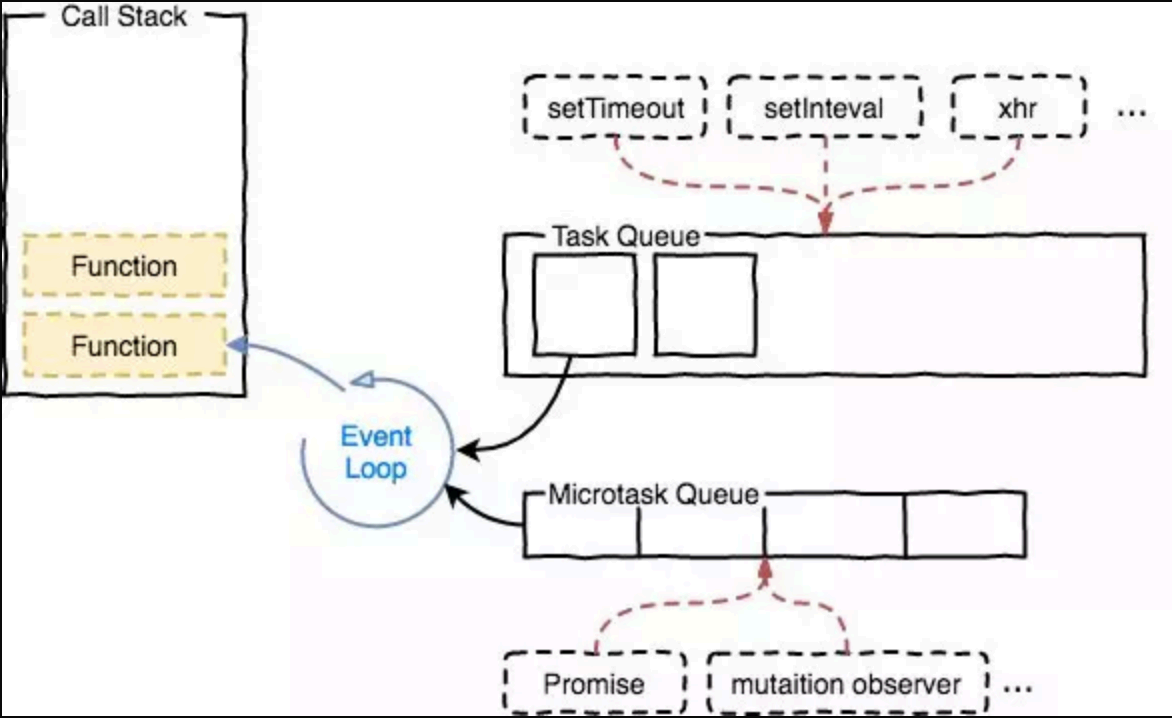 Call Stack
setTimeout
setInteval
xhr
...
Task Queue
Function
Function
Event
Loop
Microtask Queue
Promise
mutaition observer
...